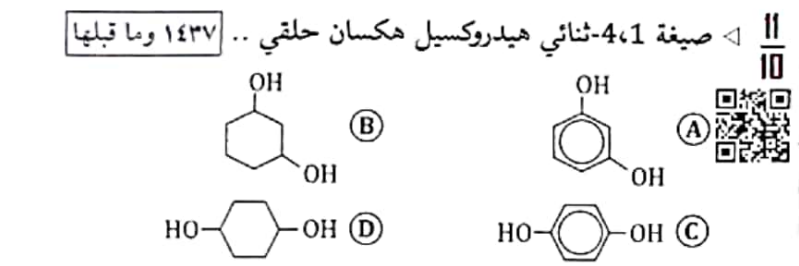 11/10 ◁ صيغة 4،1-ثنائي هيدروكسيل هكسان حلقي .. ١٤٣٧ وما قبلها
A OH OH
B OH OH
C HO OH
D HO OH